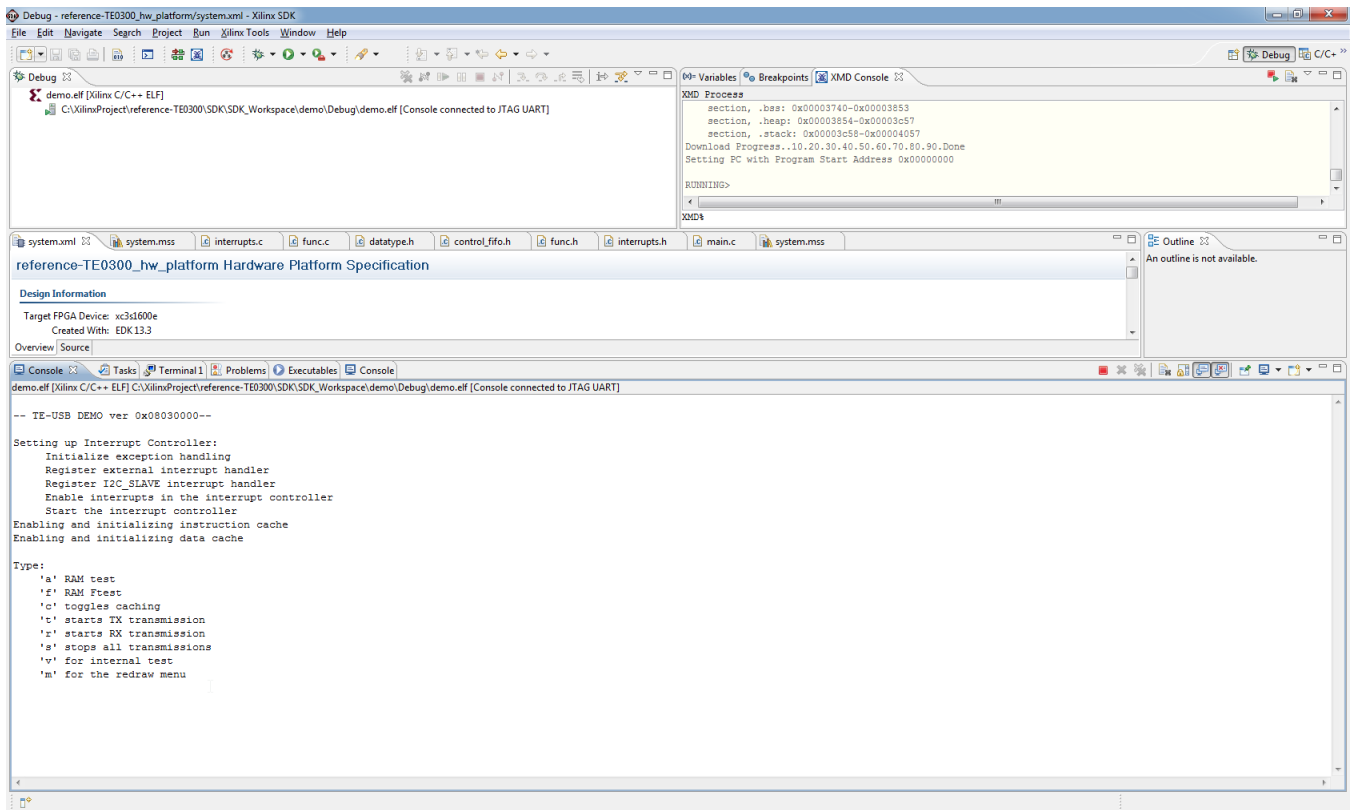 Debug - reference-TE0300_hw_platform/system.xml - Xilinx SDK
File Edit Navigate Search Project Run Xilinx Tools Window Help
Debug C/C+ »
Debug
demo.elf [Xilinx C/C++ ELF]
C:\XilinxProject\reference-TE0300\SDK\SDK_Workspace\demo\Debug\demo.elf [Console connected to JTAG UART]
Variables Breakpoints XMD Console
XMD Process
section, .bss: 0x00003740-0x00003853
section, .heap: 0x00003854-0x00003c57
section, .stack: 0x00003c58-0x00004057
Download Progress..10.20.30.40.50.60.70.80.90.Done
Setting PC with Program Start Address 0x00000000
RUNNING>
XMD%
system.xml system.mss interrupts.c func.c datatype.h control_fifo.h func.h interrupts.h main.c system.mss
reference-TE0300_hw_platform Hardware Platform Specification
Design Information
Target FPGA Device: xc3s1600e
Created With: EDK 13.3
Overview Source
Outline
An outline is not available.
Console Tasks Terminal 1 Problems Executables Console
demo.elf [Xilinx C/C++ ELF] C:\XilinxProject\reference-TE0300\SDK\SDK_Workspace\demo\Debug\demo.elf [Console connected to JTAG UART]
-- TE-USB DEMO ver 0x08030000--
Setting up Interrupt Controller:
Initialize exception handling
Register external interrupt handler
Register I2C_SLAVE interrupt handler
Enable interrupts in the interrupt controller
Start the interrupt controller
Enabling and initializing instruction cache
Enabling and initializing data cache
Type:
'a' RAM test
'f' RAM Ftest
'c' toggles caching
't' starts TX transmission
'r' starts RX transmission
's' stops all transmissions
'v' for internal test
'm' for the redraw menu